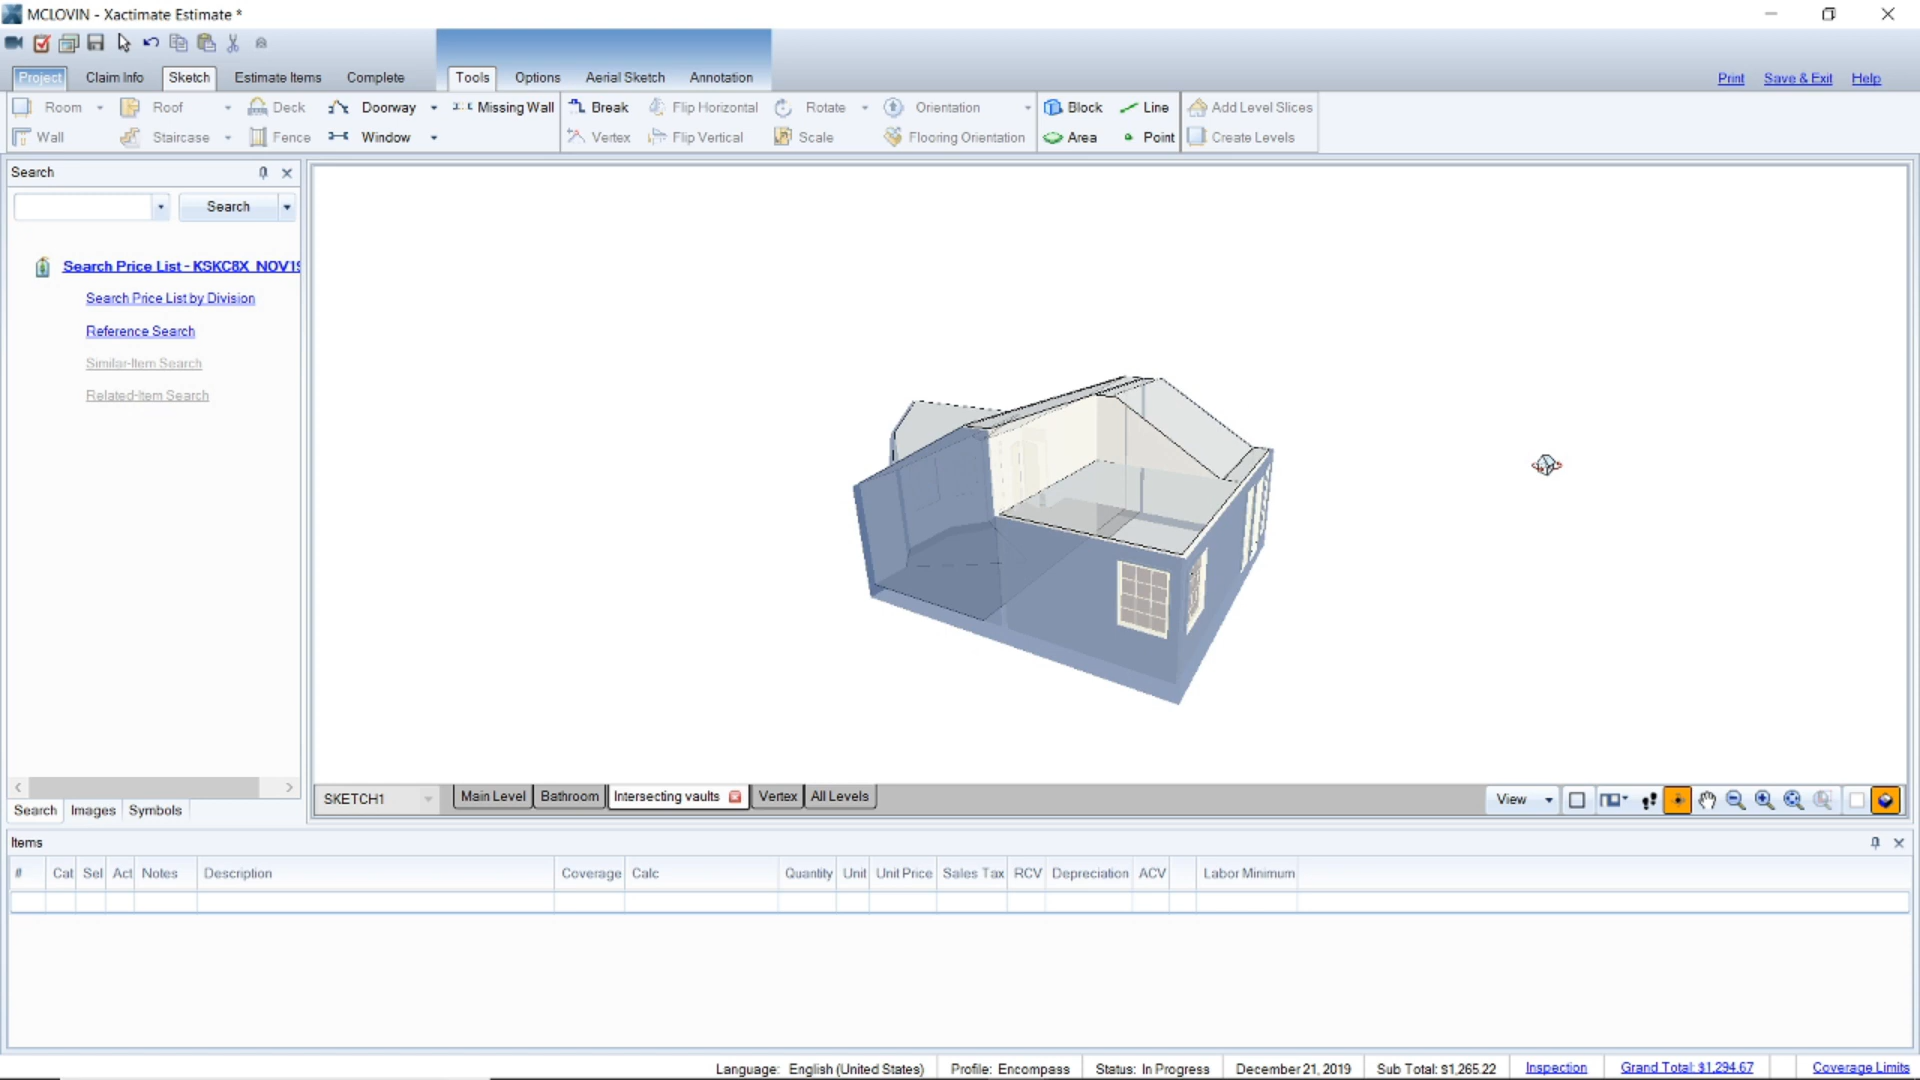 MCLOVIN - Xactimate Estimate *
Project Claim Info Sketch Estimate Items Complete Tools Options Aerial Sketch Annotation Print Save & Exit Help
Room Roof Deck Doorway Missing Wall Break Flip Horizontal Rotate Orientation Block Line Add Level Slices
Wall Staircase Fence Window Vertex Flip Vertical Scale Flooring Orientation Area Point Create Levels
Search
Search
Search Price List - KSKC8X_NOV19
Search Price List by Division
Reference Search
Similar-Item Search
Related-Item Search
SKETCH1 Main Level Bathroom Intersecting vaults Vertex All Levels View
Search Images Symbols
Items
# Cat Sel Act Notes Description Coverage Calc Quantity Unit Unit Price Sales Tax RCV Depreciation ACV Labor Minimum
Language: English (United States) Profile: Encompass Status: In Progress December 21, 2019 Sub Total: $1,265.22 Inspection Grand Total: $1,294.67 Coverage Limits